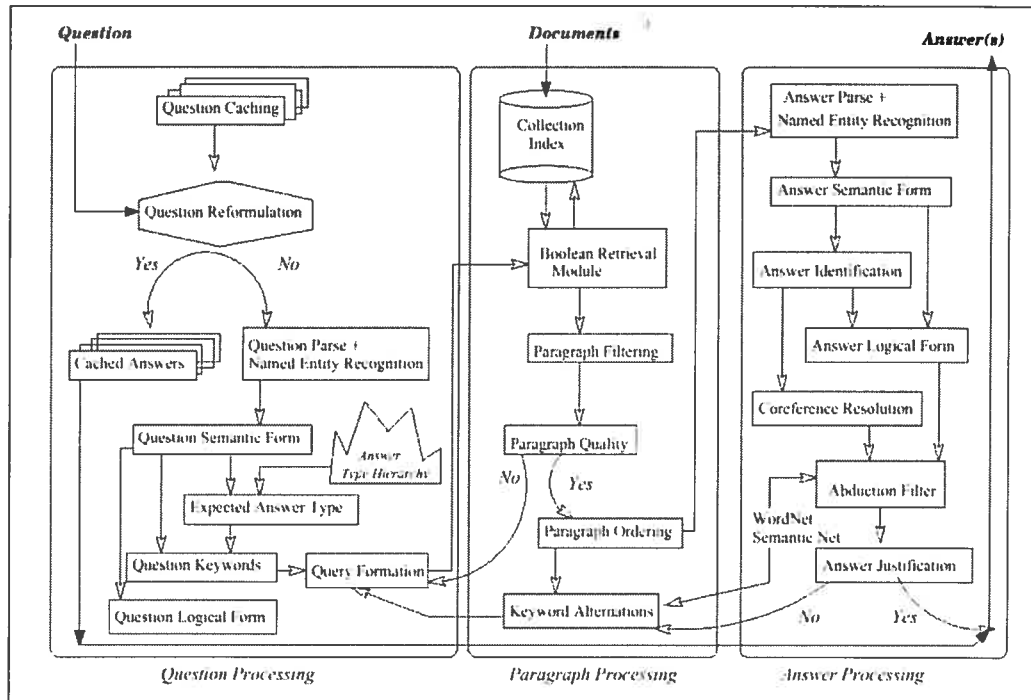 Question
Documents
Answer(s)
Question Caching
Question Reformulation
Yes
No
Cached Answers
Question Parse +
Named Entity Recognition
Question Semantic Form
Answer
Type Hierarchy
Expected Answer Type
Question Keywords
Query Formation
Question Logical Form
Question Processing
Collection
Index
Boolean Retrieval
Module
Paragraph Filtering
Paragraph Quality
No
Yes
Paragraph Ordering
Keyword Alternations
Paragraph Processing
Answer Parse +
Named Entity Recognition
Answer Semantic Form
Answer Identification
Answer Logical Form
Coreference Resolution
Abduction Filter
WordNet
Semantic Net
Answer Justification
No
Yes
Answer Processing